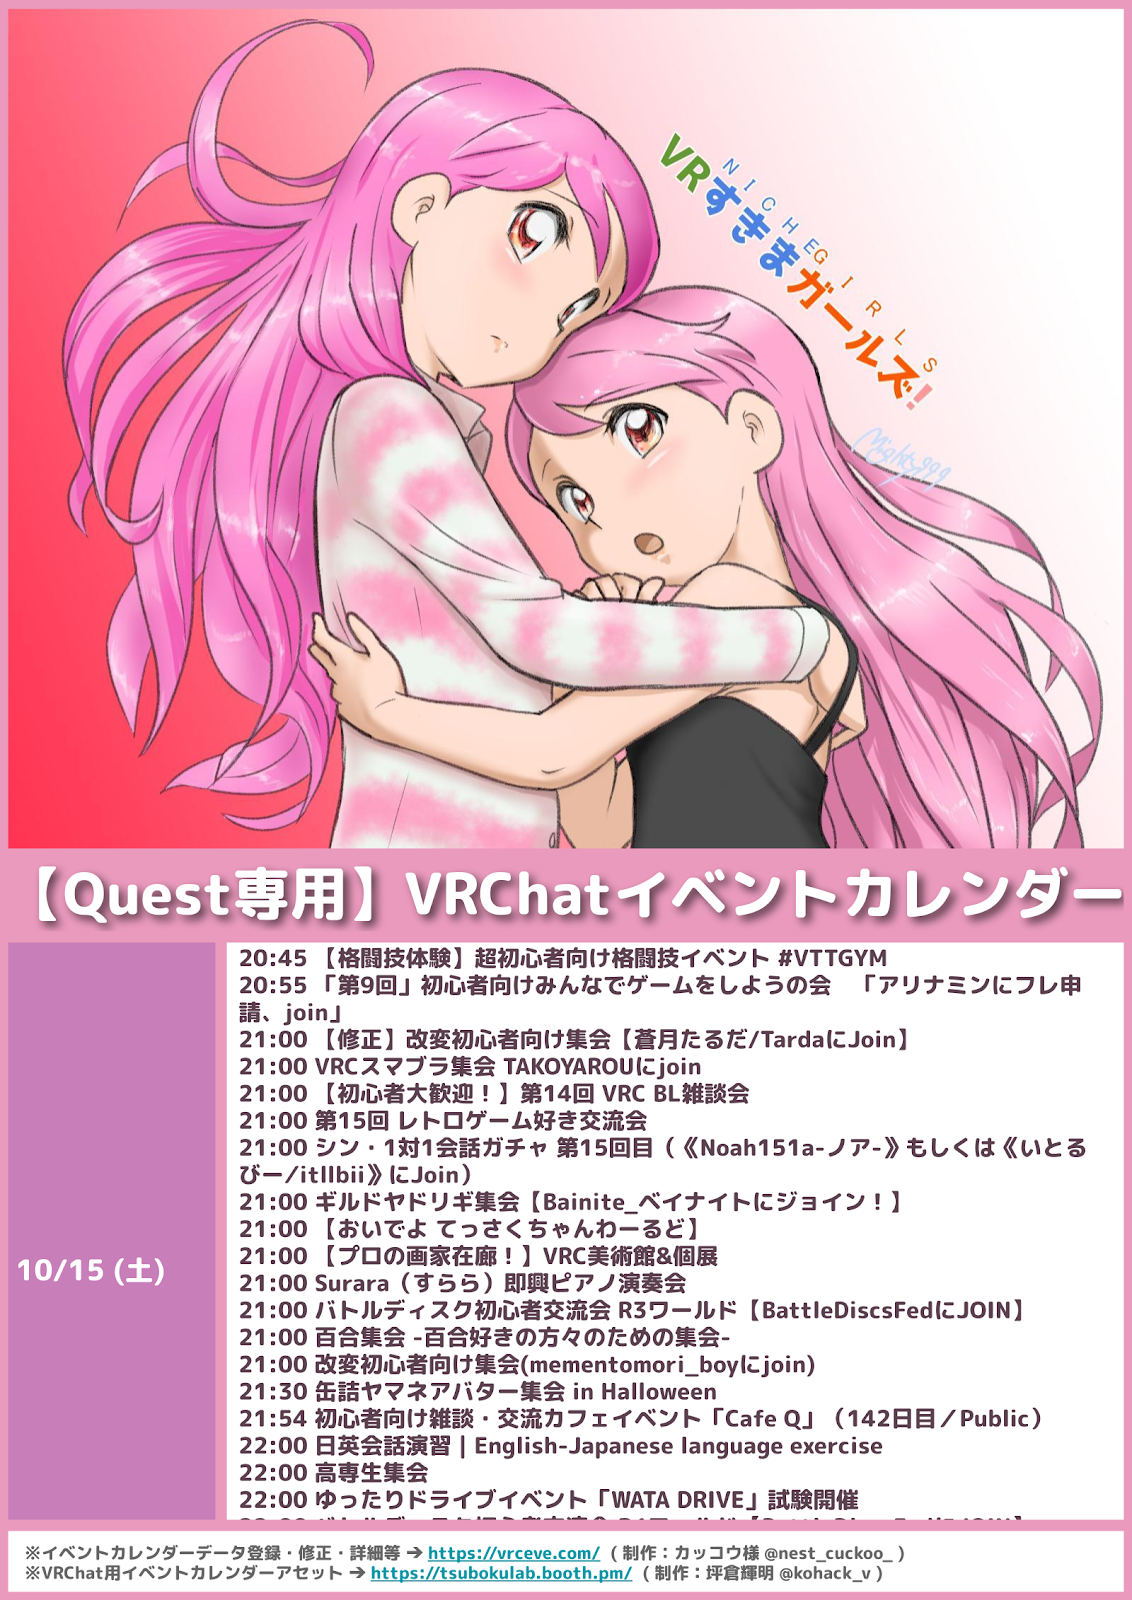 VRすきまガールズ!
NICHE GIRLS
Mighty999
【Quest専用】VRChatイベントカレンダー
10/15 (土)
20:45 【格闘技体験】超初心者向け格闘技イベント #VTTGYM
20:55 「第9回」初心者向けみんなでゲームをしようの会　「アリナミンにフレ申
請、join」
21:00 【修正】改変初心者向け集会【蒼月たるだ/TardaにJoin】
21:00 VRCスマブラ集会 TAKOYAROUにjoin
21:00 【初心者大歓迎！】第14回 VRC BL雑談会
21:00 第15回 レトロゲーム好き交流会
21:00 シン・1対1会話ガチャ 第15回目（《Noah151a-ノア-》もしくは《いとる
びー/itllbii》にJoin）
21:00 ギルドヤドリギ集会【Bainite_ベイナイトにジョイン！】
21:00 【おいでよ てっさくちゃんわーるど】
21:00 【プロの画家在廊！】VRC美術館&個展
21:00 Surara（すらら）即興ピアノ演奏会
21:00 バトルディスク初心者交流会 R3ワールド【BattleDiscsFedにJOIN】
21:00 百合集会 -百合好きの方々のための集会-
21:00 改変初心者向け集会(mementomori_boyにjoin)
21:30 缶詰ヤマネアバター集会 in Halloween
21:54 初心者向け雑談・交流カフェイベント「Cafe Q」（142日目／Public）
22:00 日英会話演習 | English-Japanese language exercise
22:00 高専生集会
22:00 ゆったりドライブイベント「WATA DRIVE」試験開催
※イベントカレンダーデータ登録・修正・詳細等 ➔ https://vrceve.com/ ( 制作：カッコウ様 @nest_cuckoo_ )
※VRChat用イベントカレンダーアセット ➔ https://tsubokulab.booth.pm/ ( 制作：坪倉輝明 @kohack_v )